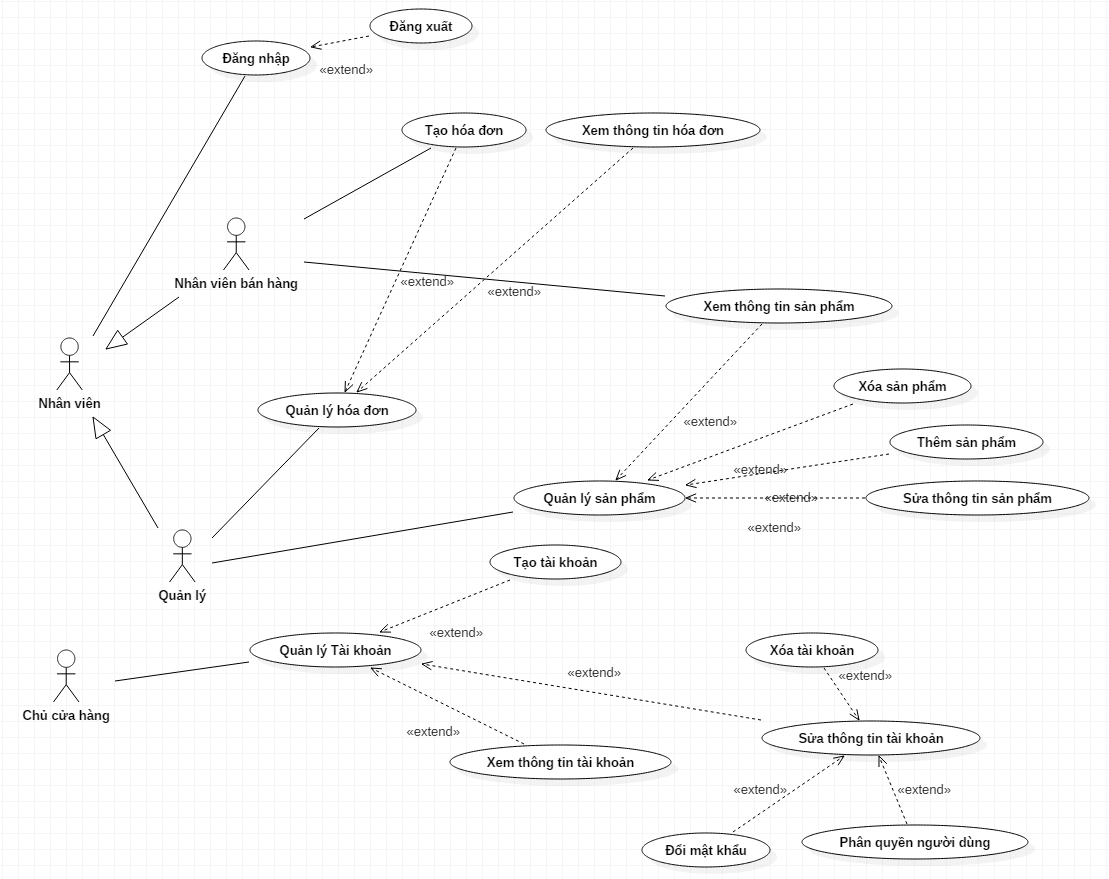 Đăng xuất
Đăng nhập
«extend»
Tạo hóa đơn
Xem thông tin hóa đơn
Nhân viên bán hàng
«extend»
«extend»
Xem thông tin sản phẩm
Xóa sản phẩm
Nhân viên
Quản lý hóa đơn
«extend»
Thêm sản phẩm
«extend»
Quản lý sản phẩm
«extend»
Sửa thông tin sản phẩm
«extend»
Tạo tài khoản
Quản lý
«extend»
Quản lý Tài khoản
Xóa tài khoản
«extend»
«extend»
Chủ cửa hàng
«extend»
Sửa thông tin tài khoản
Xem thông tin tài khoản
«extend»
«extend»
Đổi mật khẩu
Phân quyền người dùng